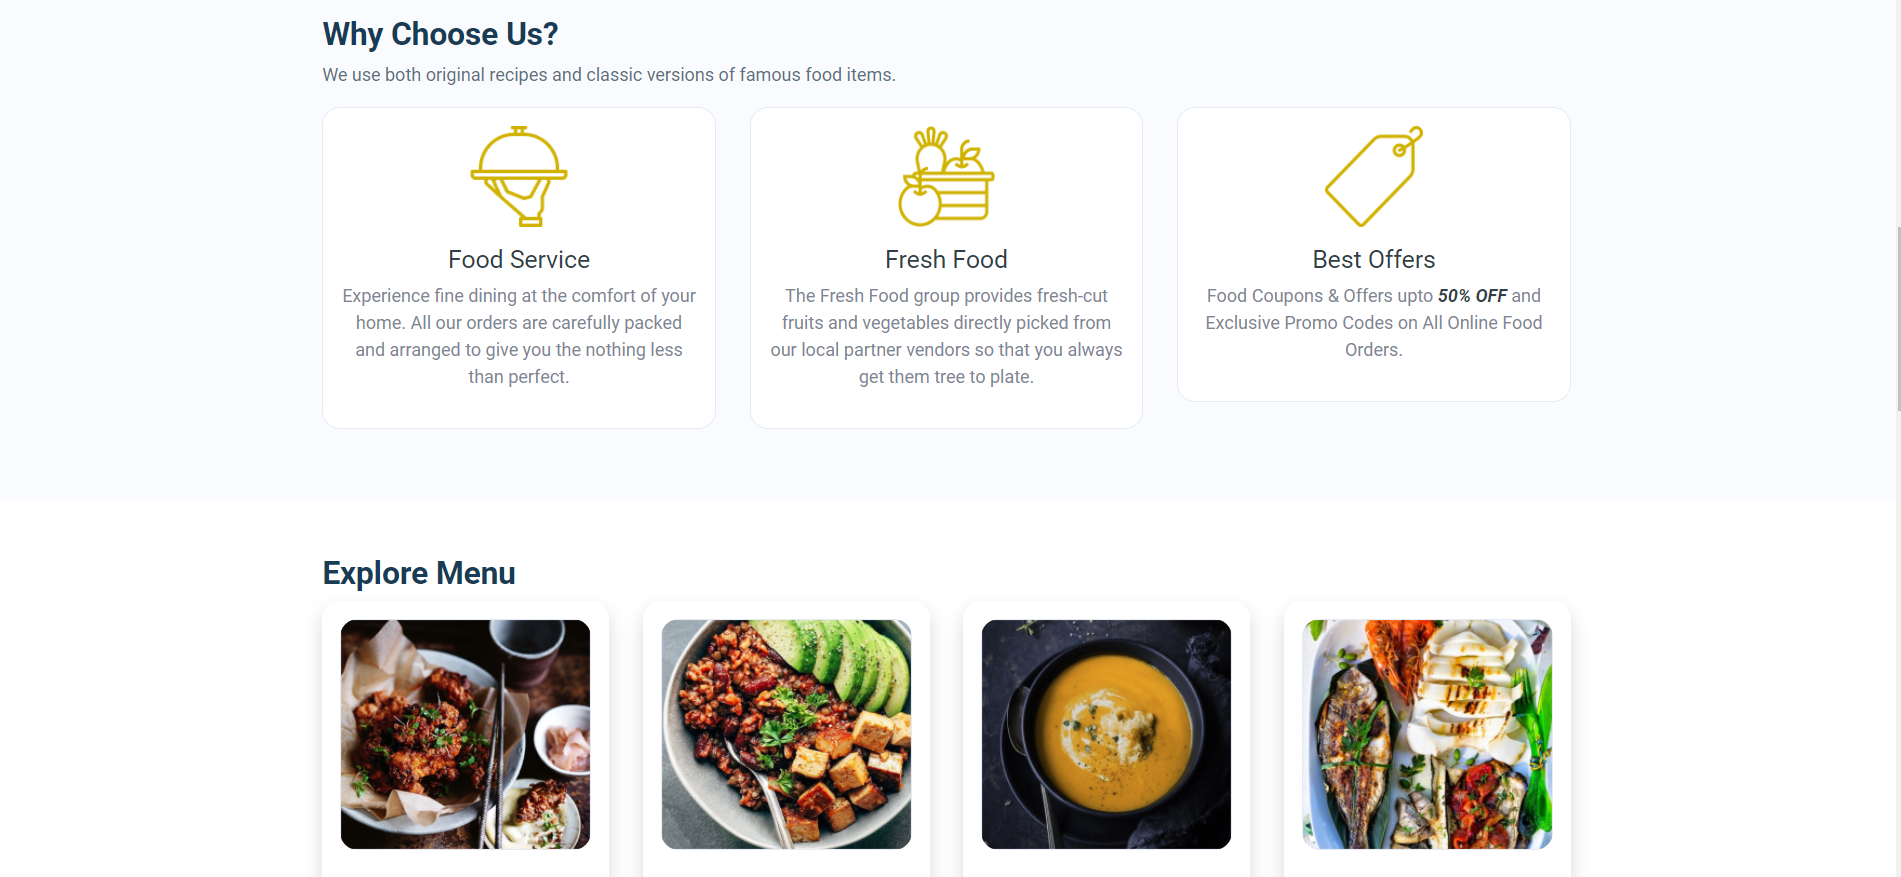 Why Choose Us?
We use both original recipes and classic versions of famous food items.
Food Service
Experience fine dining at the comfort of your
home. All our orders are carefully packed
and arranged to give you the nothing less
than perfect.
Fresh Food
The Fresh Food group provides fresh-cut
fruits and vegetables directly picked from
our local partner vendors so that you always
get them tree to plate.
Best Offers
Food Coupons & Offers upto 50% OFF and
Exclusive Promo Codes on All Online Food
Orders.
Explore Menu